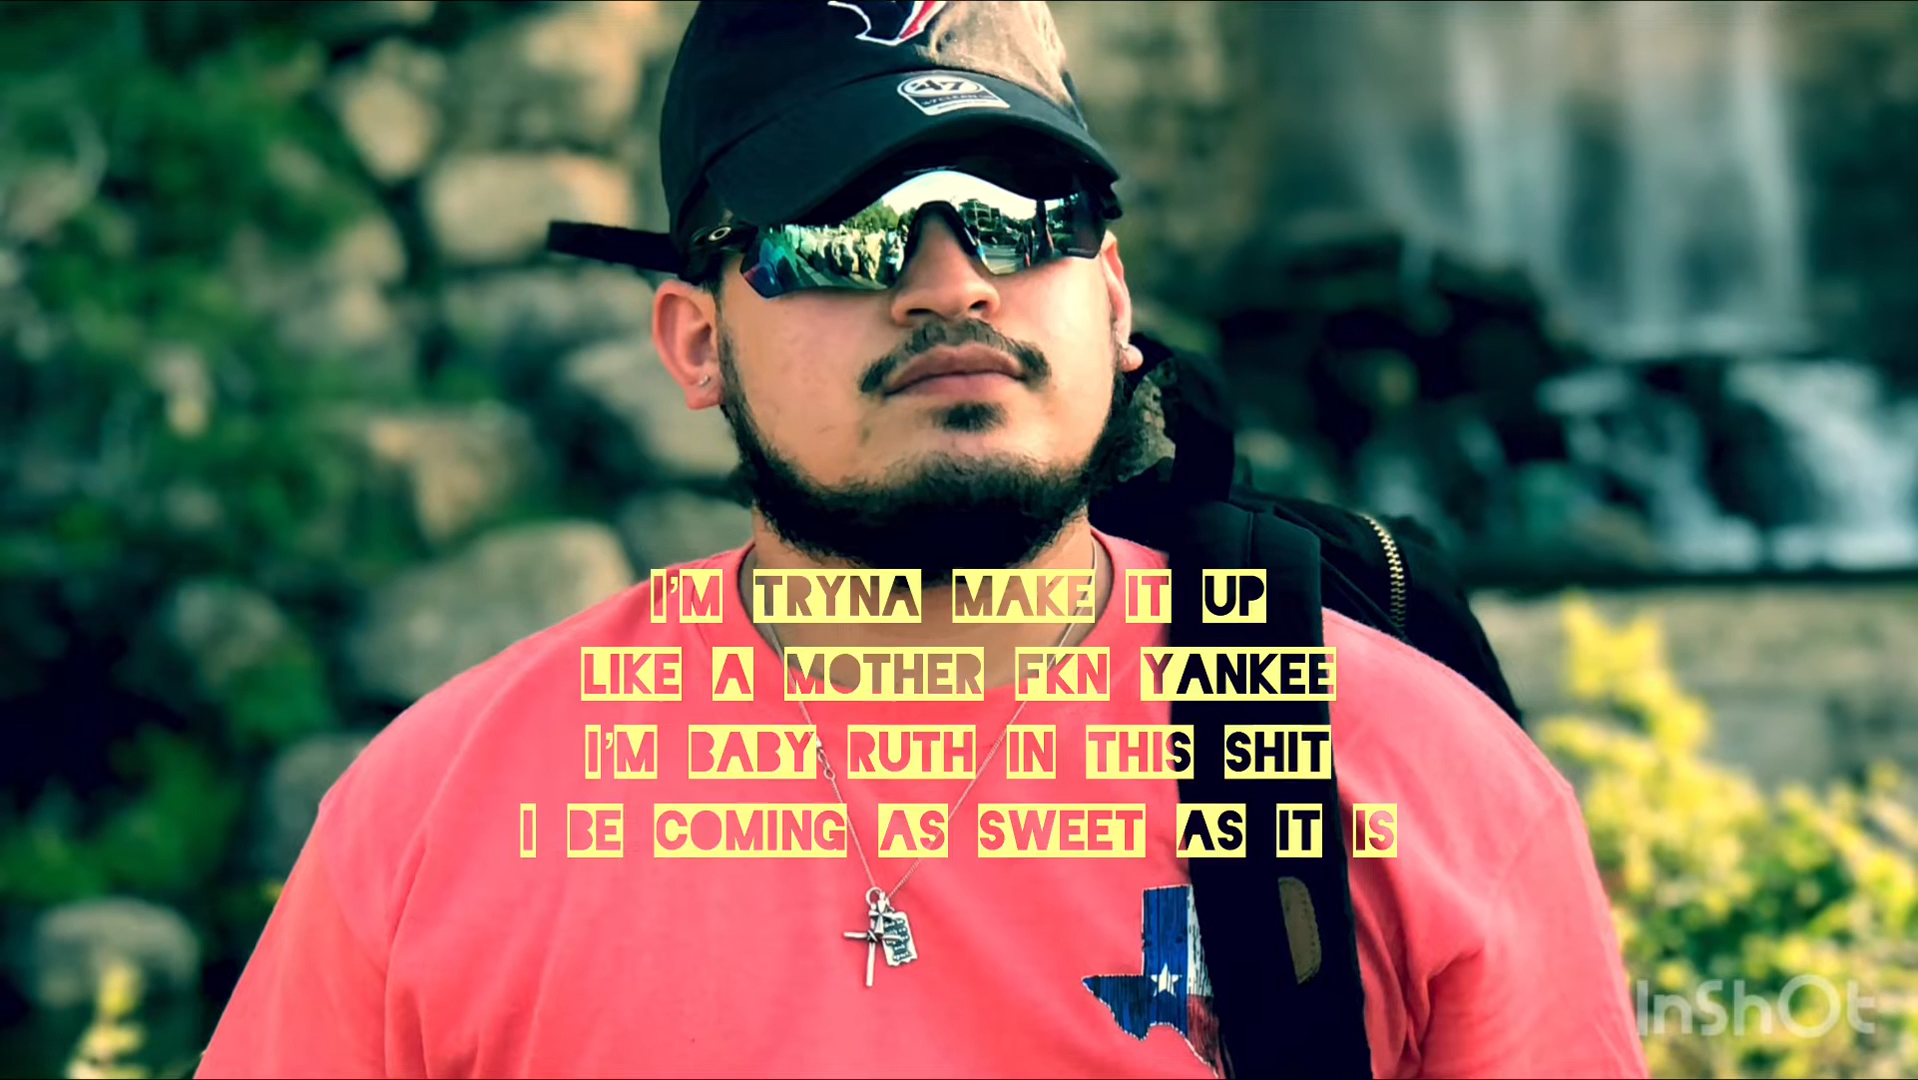 47
I'M TRYNA MAKE IT UP
LIKE A MOTHER FKN YANKEE
I'M BABY RUTH IN THIS SHIT
I BE COMING AS SWEET AS IT IS
InShOt